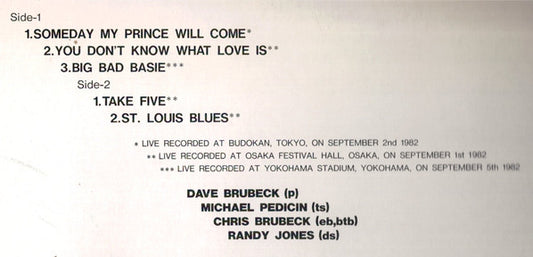 Side-1
1.SOMEDAY MY PRINCE WILL COME*
2.YOU DON'T KNOW WHAT LOVE IS**
3.BIG BAD BASIE***
Side-2
1.TAKE FIVE**
2.ST. LOUIS BLUES**
* LIVE RECORDED AT BUDOKAN, TOKYO, ON SEPTEMBER 2nd 1982
** LIVE RECORDED AT OSAKA FESTIVAL HALL, OSAKA, ON SEPTEMBER 1st 1982
*** LIVE RECORDED AT YOKOHAMA STADIUM, YOKOHAMA, ON SEPTEMBER 5th 1982
DAVE BRUBECK (p)
MICHAEL PEDICIN (ts)
CHRIS BRUBECK (eb,btb)
RANDY JONES (ds)